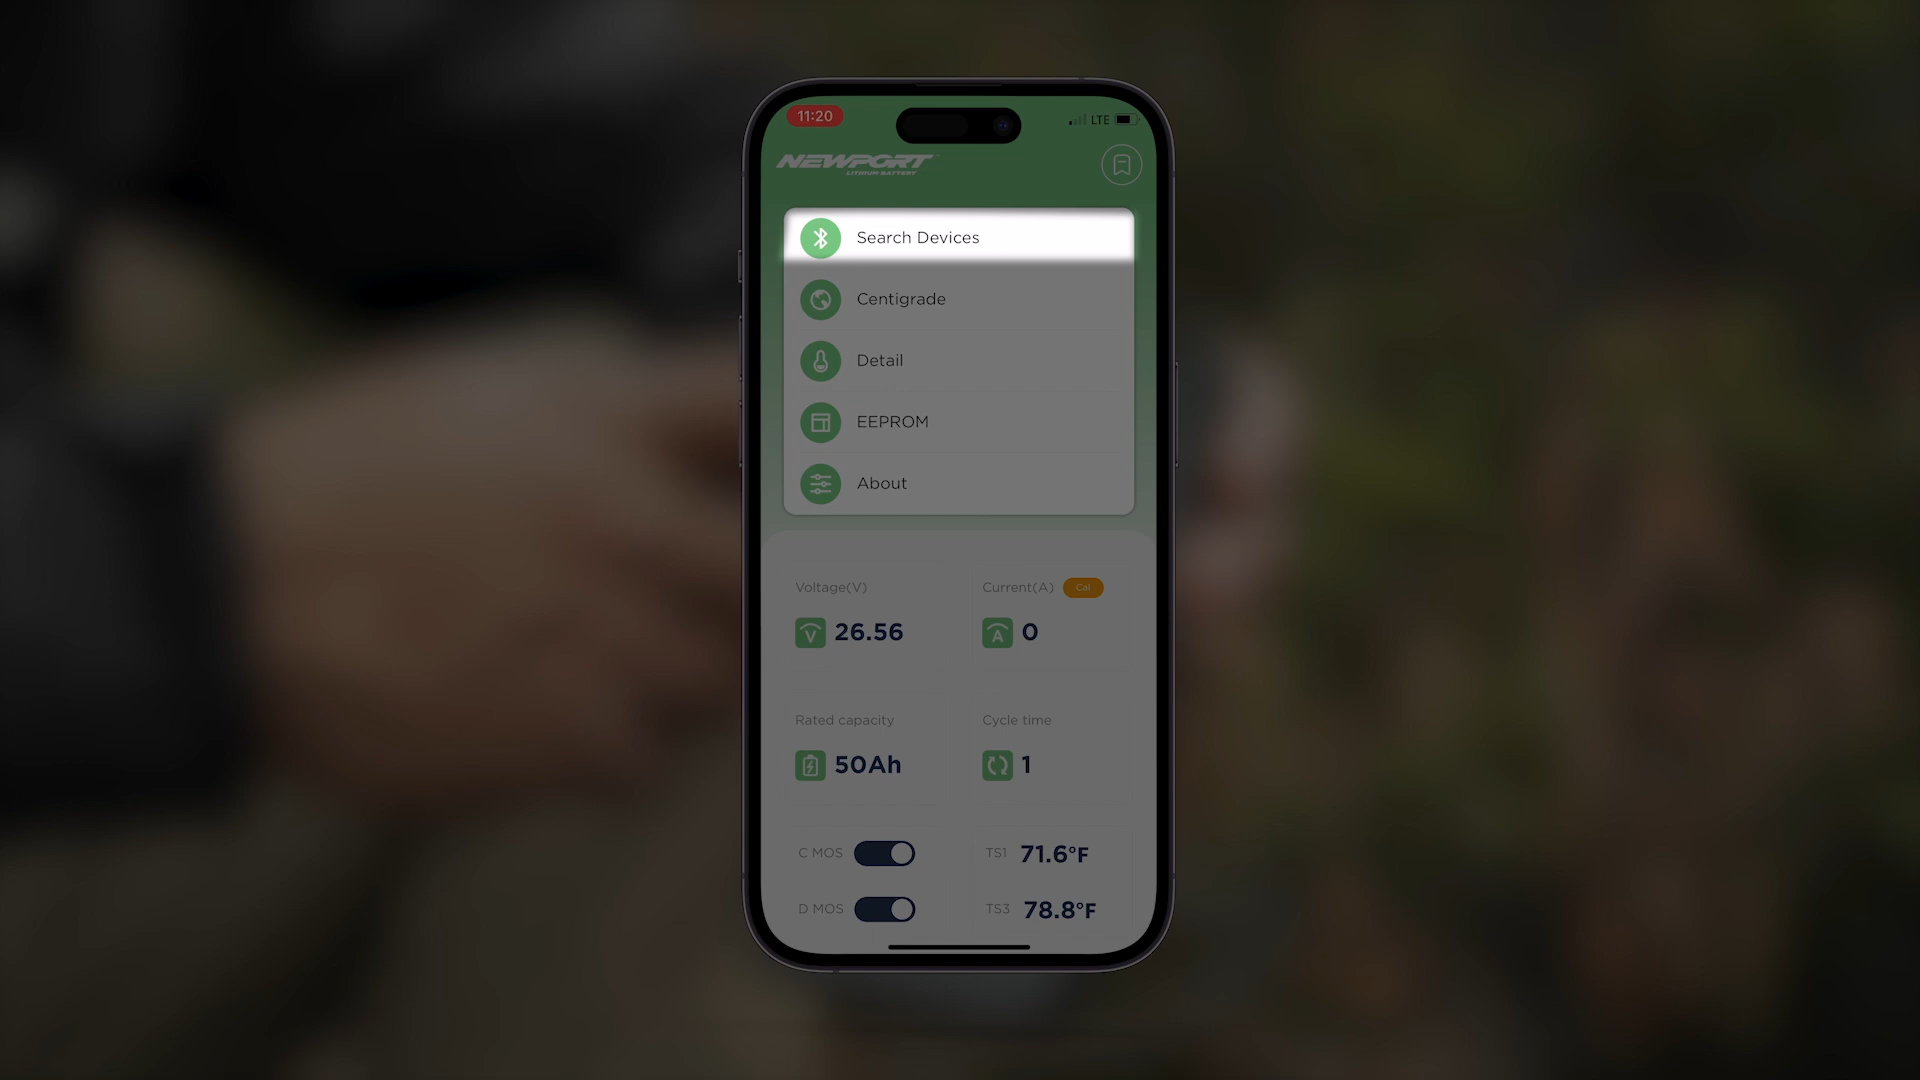 11:20
LTE
NEWPORT
LITHIUM BATTERY
Search Devices
Centigrade
Detail
EEPROM
About
Voltage(V)
Current(A) Cal
V 26.56
A 0
Rated capacity
Cycle time
50Ah
1
C MOS
TS1 71.6°F
D MOS
TS3 78.8°F